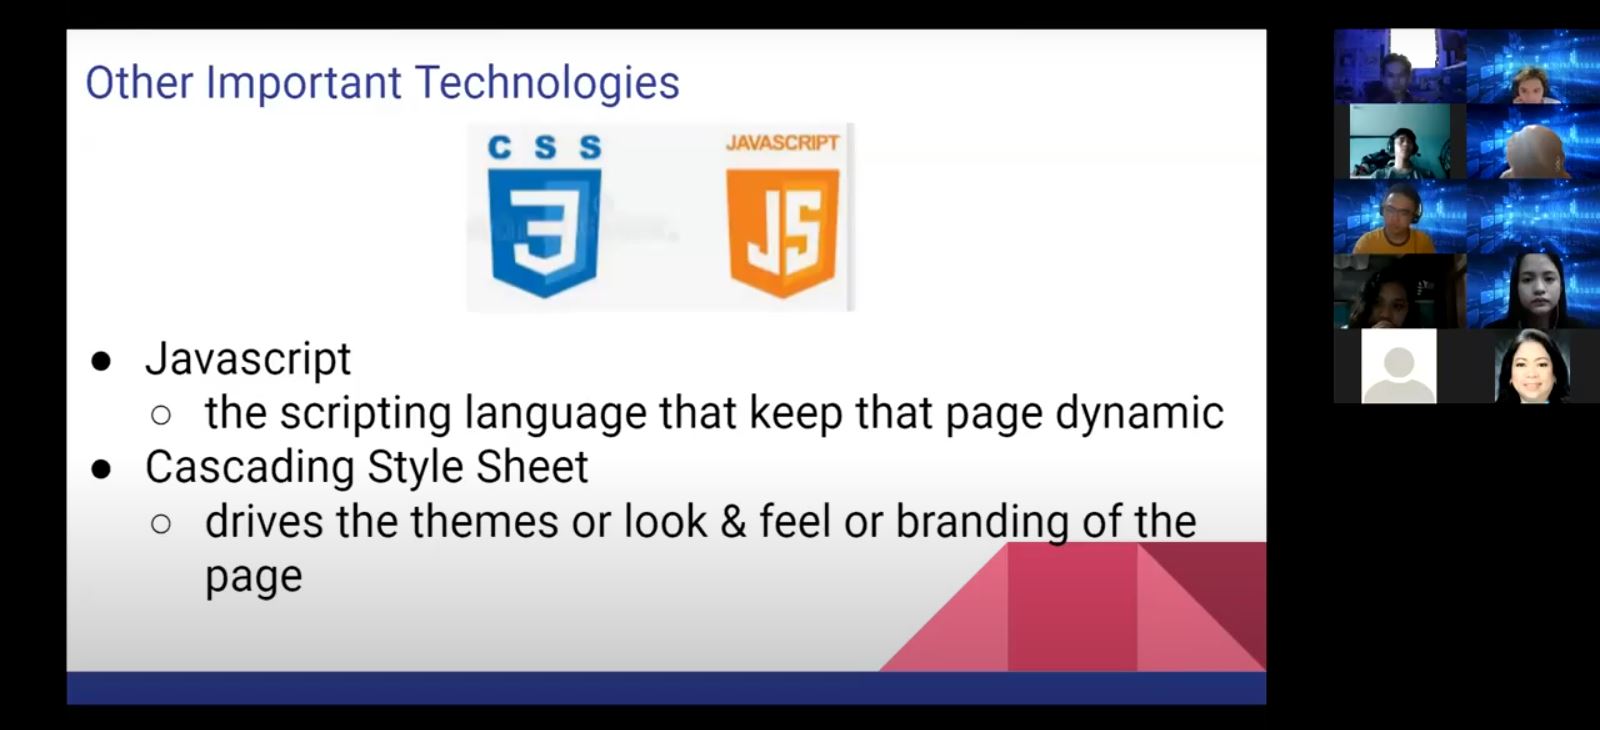 Other Important Technologies
C S S
JAVASCRIPT
3
JS
● Javascript
○ the scripting language that keep that page dynamic
● Cascading Style Sheet
○ drives the themes or look & feel or branding of the
page